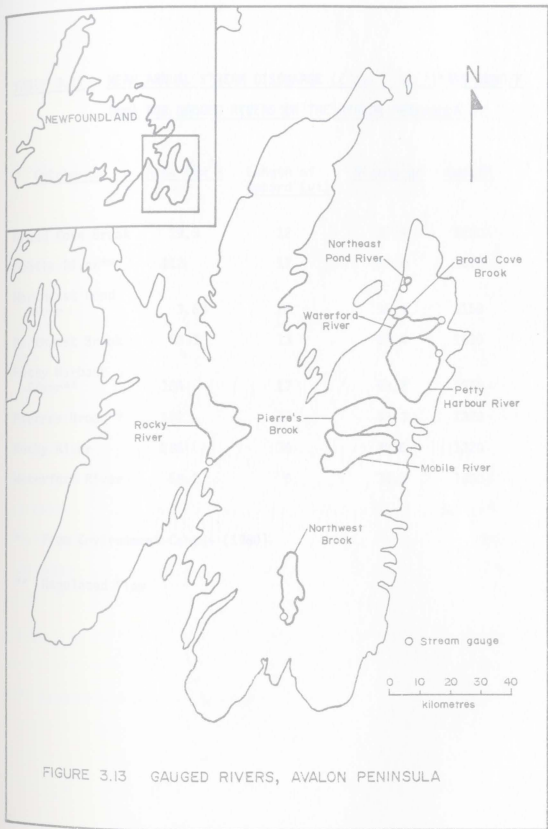 NEWFOUNDLAND
N
Northeast
Pond River
Broad Cove
Brook
Waterford
River
Petty
Harbour River
Rocky
River
Pierre's
Brook
Mobile River
Northwest
Brook
O Stream gauge
0 10 20 30 40
kilometres
FIGURE 3.13 GAUGED RIVERS, AVALON PENINSULA